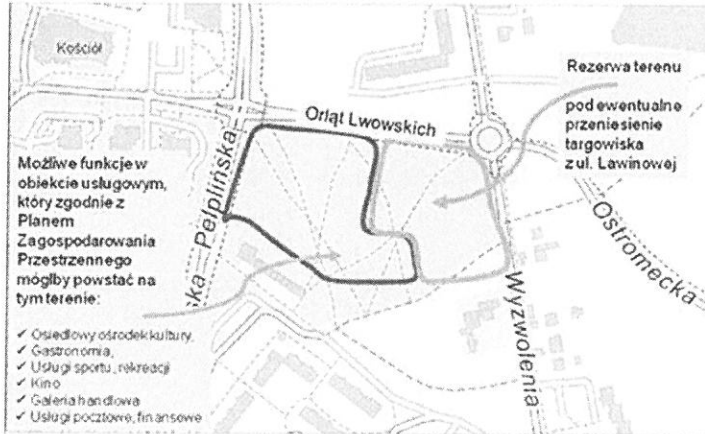 Kościół
Rezerwa terenu
pod ewentualne
przeniesienie
targowiska
z ul. Lawinowej
Orląt Lwowskich
Możliwe funkcje w
obiekcie usługowym,
który zgodnie z
Planem
Zagospodarowania
Przestrzennego
mógłby powstać na
tym terenie:
✓ Osiedlowy ośrodek kultury,
✓ Gastronomia,
✓ Usługi sportu, rekreacji
✓ Kino
✓ Galeria handlowa
✓ Usługi pocztowe, finansowe
ska
Pelplińska
Wyzwolenia
Ostromecka